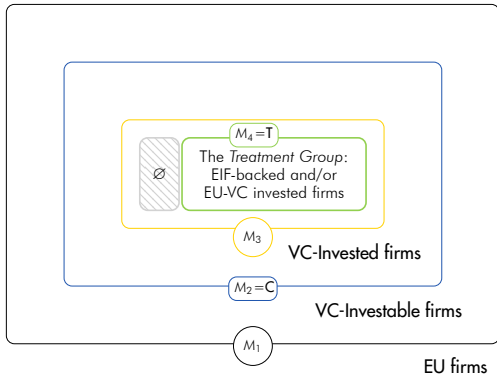 M4=T
The Treatment Group:
EIF-backed and/or
EU-VC invested firms
∅
M3
VC-Invested firms
M2=C
VC-Investable firms
M1
EU firms